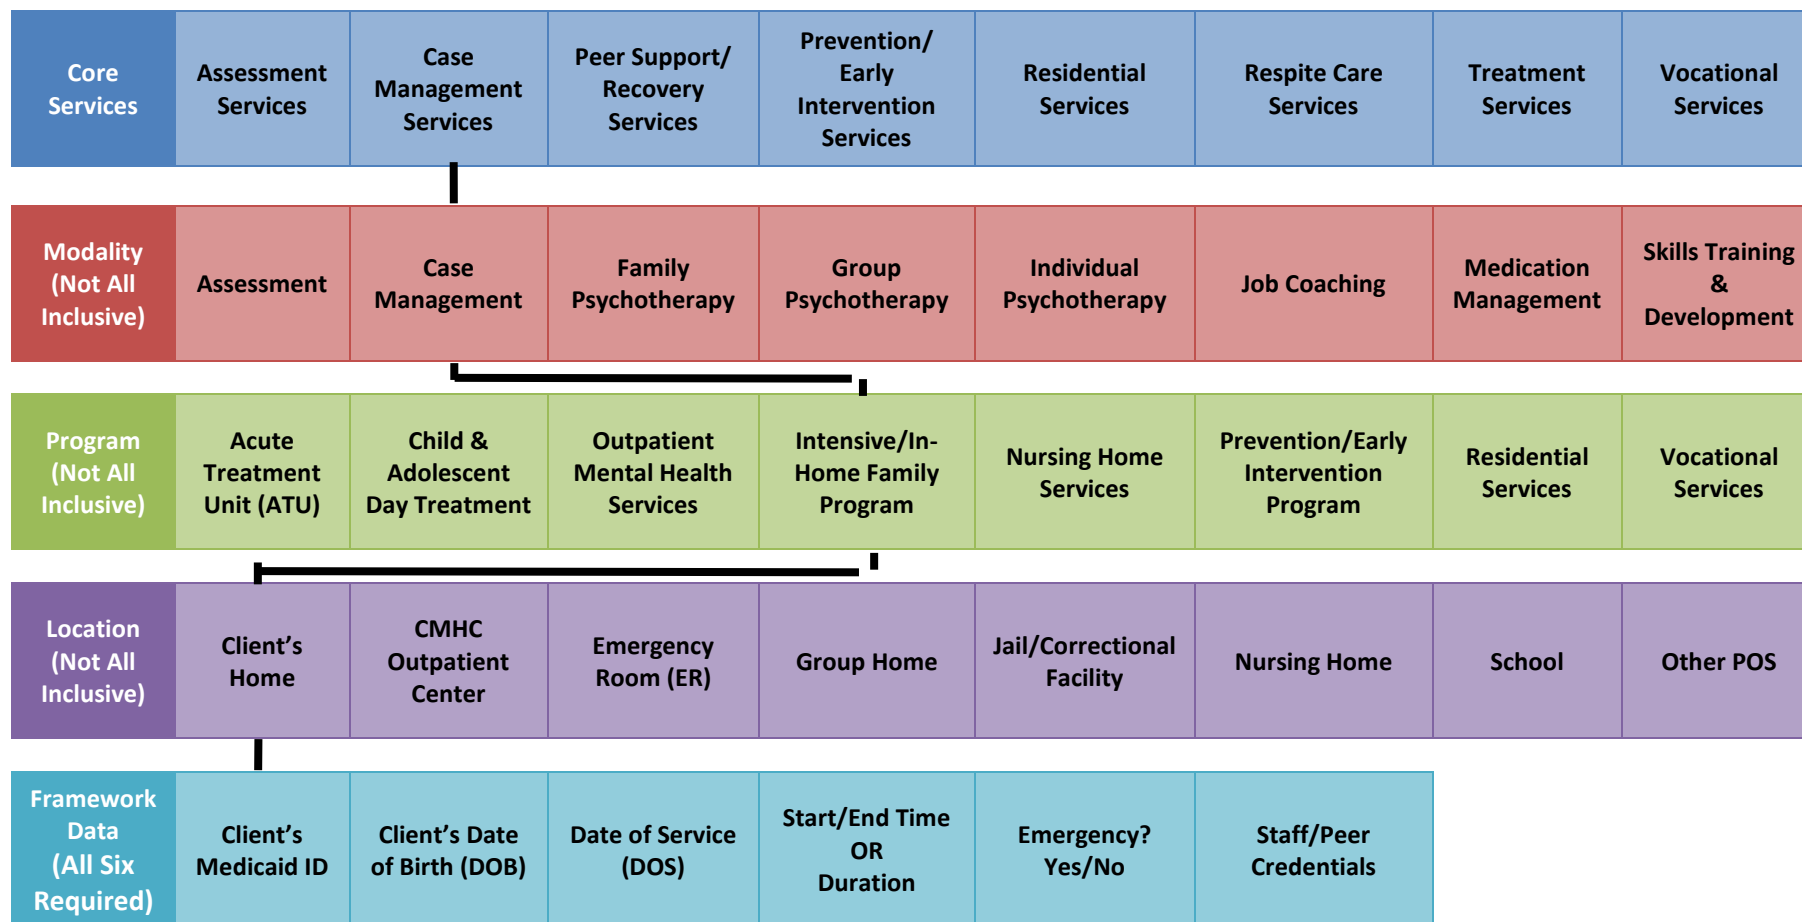 Core
Services
Assessment
Services
Case
Management
Services
Peer Support/
Recovery
Services
Prevention/
Early
Intervention
Services
Residential
Services
Respite Care
Services
Treatment
Services
Vocational
Services
Modality
(Not All
Inclusive)
Assessment
Case
Management
Family
Psychotherapy
Group
Psychotherapy
Individual
Psychotherapy
Job Coaching
Medication
Management
Skills Training
&
Development
Program
(Not All
Inclusive)
Acute
Treatment
Unit (ATU)
Child &
Adolescent
Day Treatment
Outpatient
Mental Health
Services
Intensive/In-
Home Family
Program
Nursing Home
Services
Prevention/Early
Intervention
Program
Residential
Services
Vocational
Services
Location
(Not All
Inclusive)
Client’s
Home
CMHC
Outpatient
Center
Emergency
Room (ER)
Group Home
Jail/Correctional
Facility
Nursing Home
School
Other POS
Framework
Data
(All Six
Required)
Client’s
Medicaid ID
Client’s Date
of Birth (DOB)
Date of Service
(DOS)
Start/End Time
OR
Duration
Emergency?
Yes/No
Staff/Peer
Credentials